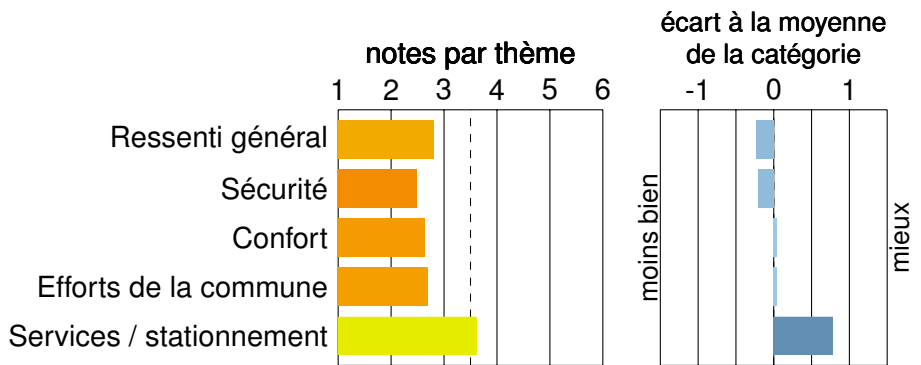 notes par thème
1 2 3 4 5 6
écart à la moyenne
de la catégorie
-1 0 1
Ressenti général
Sécurité
Confort
Efforts de la commune
Services / stationnement
moins bien
mieux